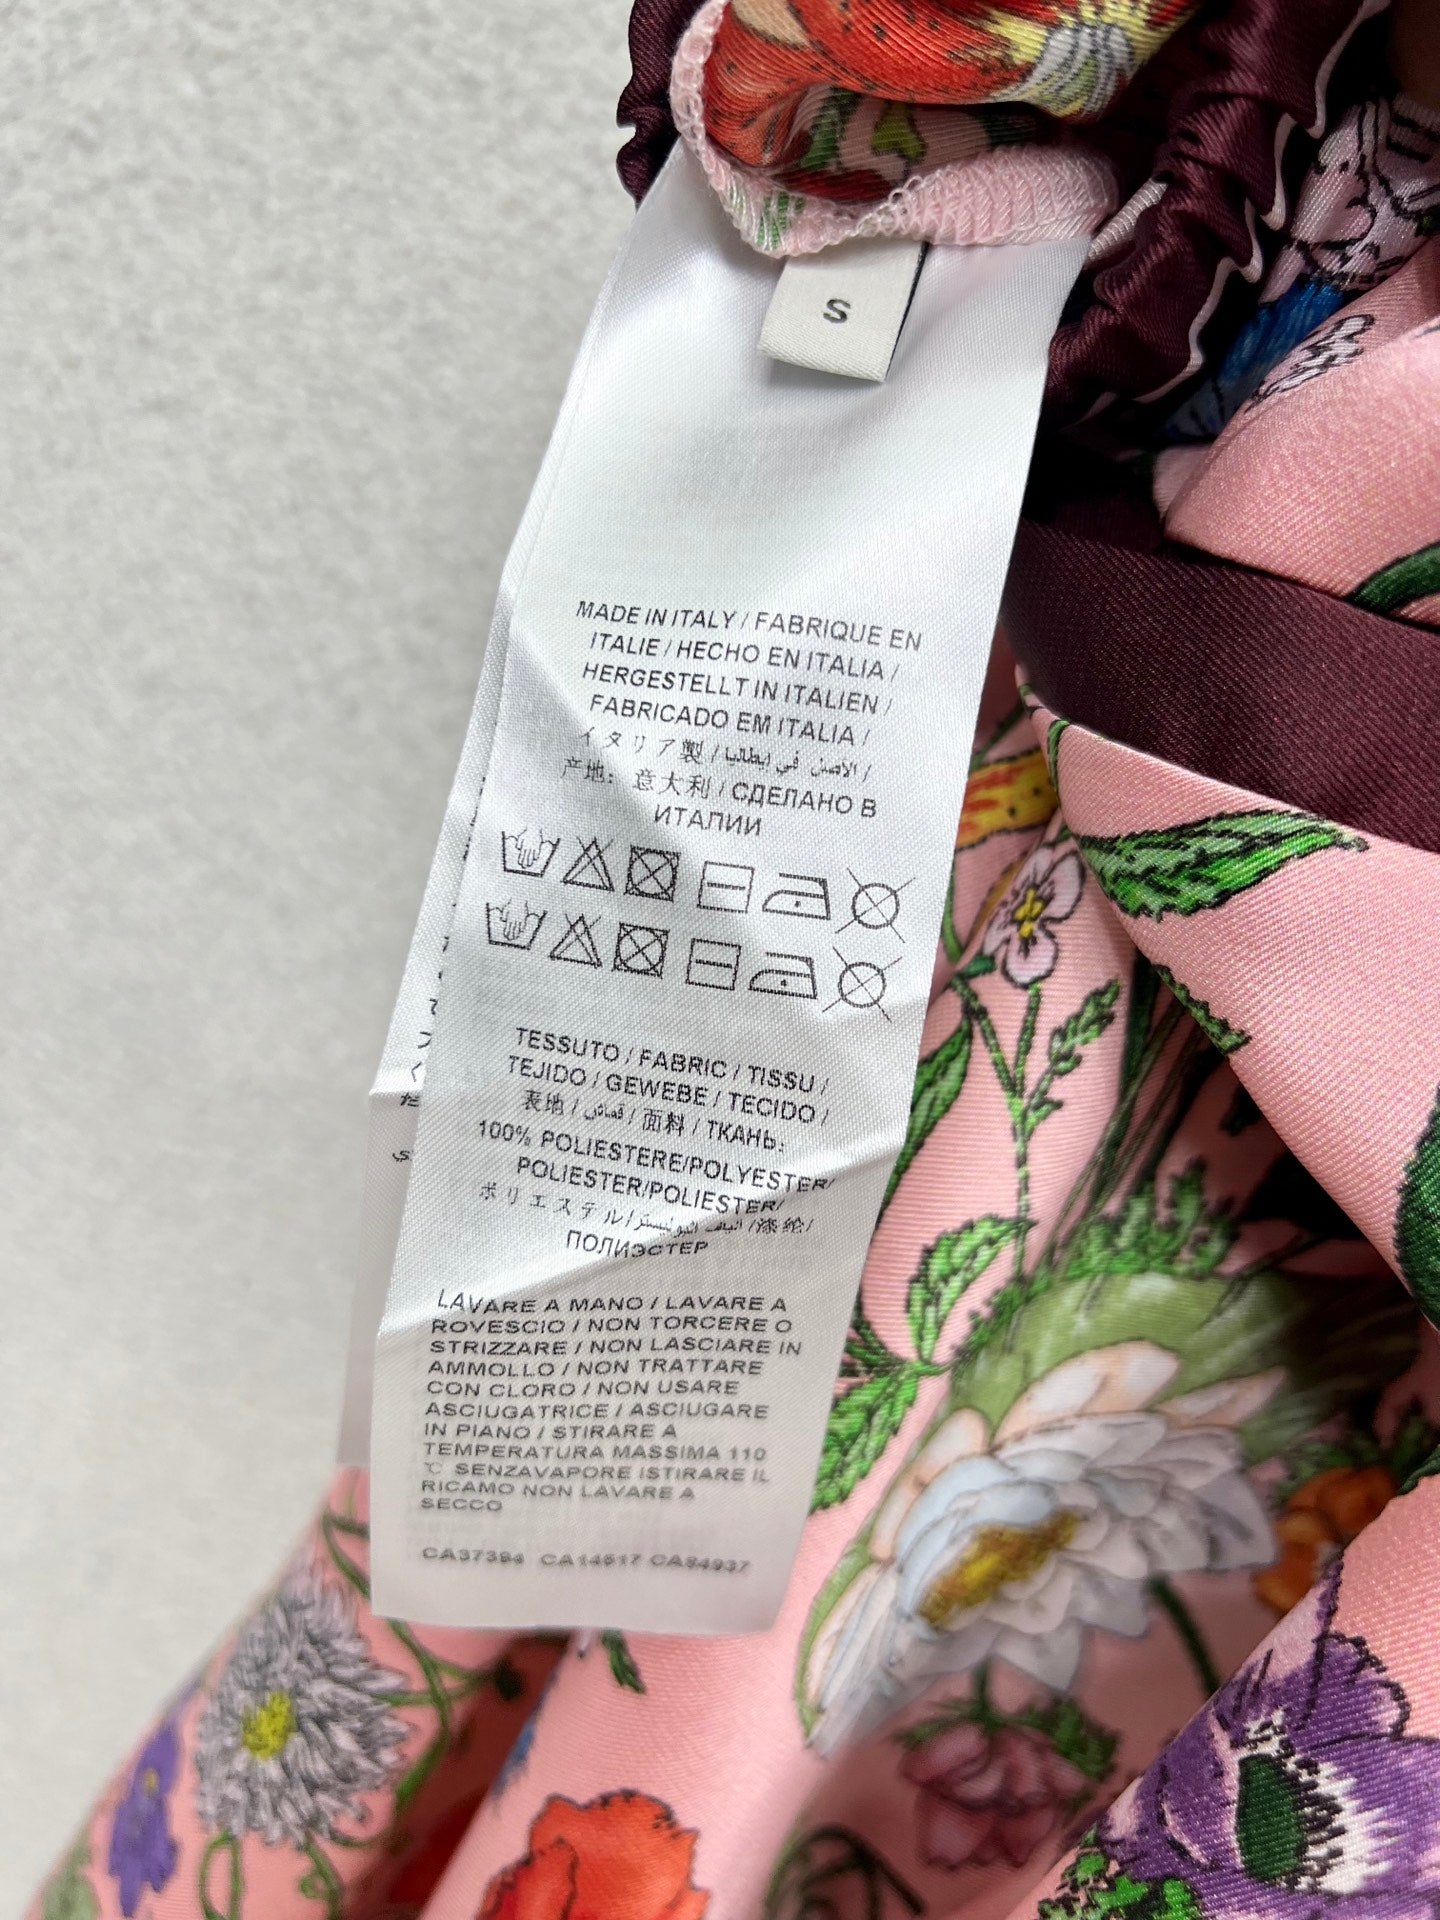 S
MADE IN ITALY / FABRIQUE EN
ITALIE / HECHO EN ITALIA /
HERGESTELLT IN ITALIEN /
FABRICADO EM ITALIA /
イタリア製 / الاصل في ايطاليا /
产地: 意大利 / СДЕЛАНО В
ИТАЛИИ
TESSUTO / FABRIC / TISSU /
TEJIDO / GEWEBE / TECIDO /
表地 / قماش / 面料 / ТКАНЬ:
100% POLIESTERE/POLYESTER/
POLIESTER/POLIESTER/
ポリエステル/ /涤纶/
ПОЛИЭСТЕР
LAVARE A MANO / LAVARE A
ROVESCIO / NON TORCERE O
STRIZZARE / NON LASCIARE IN
AMMOLLO / NON TRATTARE
CON CLORO / NON USARE
ASCIUGATRICE / ASCIUGARE
IN PIANO / STIRARE A
TEMPERATURA MASSIMA 110
°C SENZAVAPORE ISTIRARE IL
RICAMO NON LAVARE A
SECCO
CA37394 CA14617 CA84937